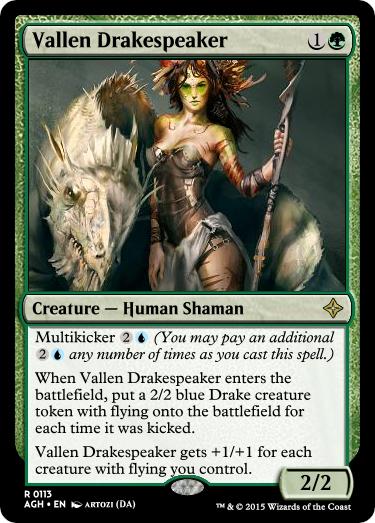 Vallen Drakespeaker 1
Creature — Human Shaman
Multikicker 2 (You may pay an additional
2 any number of times as you cast this spell.)
When Vallen Drakespeaker enters the
battlefield, put a 2/2 blue Drake creature
token with flying onto the battlefield for
each time it was kicked.
Vallen Drakespeaker gets +1/+1 for each
creature with flying you control.
2/2
R 0113
AGH • EN ARTOZI (DA)
™ & © 2015 Wizards of the Coast